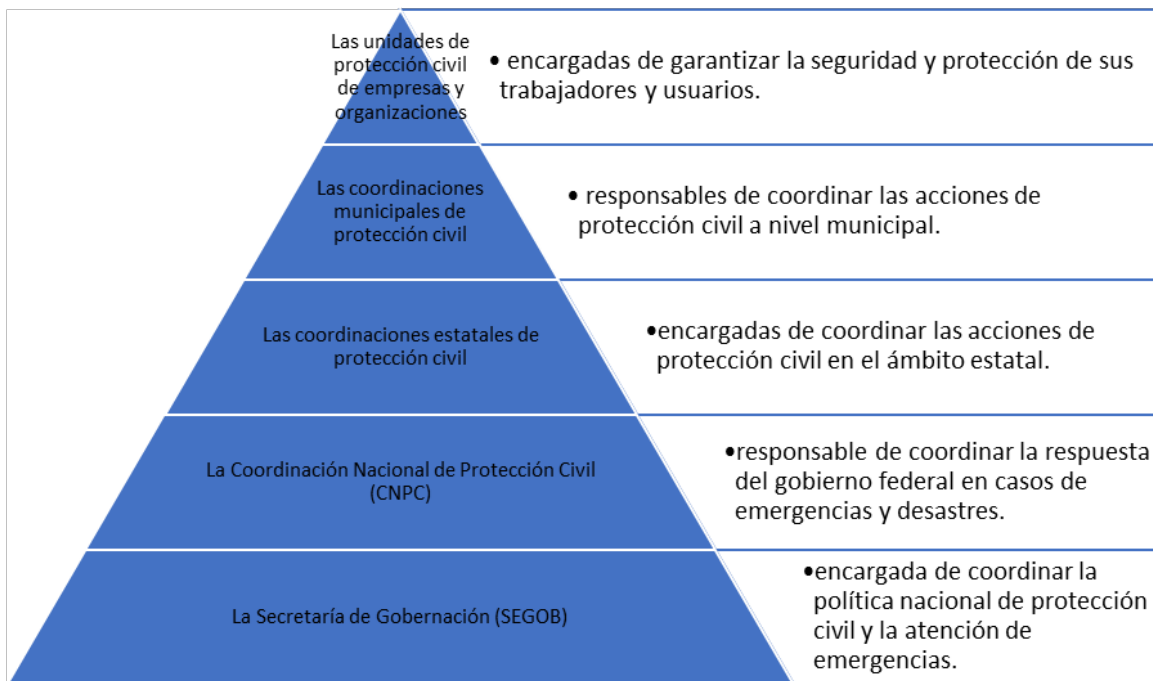 Las unidades de
protección civil
de empresas y
organizaciones
• encargadas de garantizar la seguridad y protección de sus
trabajadores y usuarios.
Las coordinaciones
municipales de
protección civil
• responsables de coordinar las acciones de
protección civil a nivel municipal.
Las coordinaciones estatales de
protección civil
•encargadas de coordinar las acciones de
protección civil en el ámbito estatal.
La Coordinación Nacional de Protección Civil
(CNPC)
•responsable de coordinar la respuesta
del gobierno federal en casos de
emergencias y desastres.
La Secretaría de Gobernación (SEGOB)
•encargada de coordinar la
política nacional de protección
civil y la atención de
emergencias.